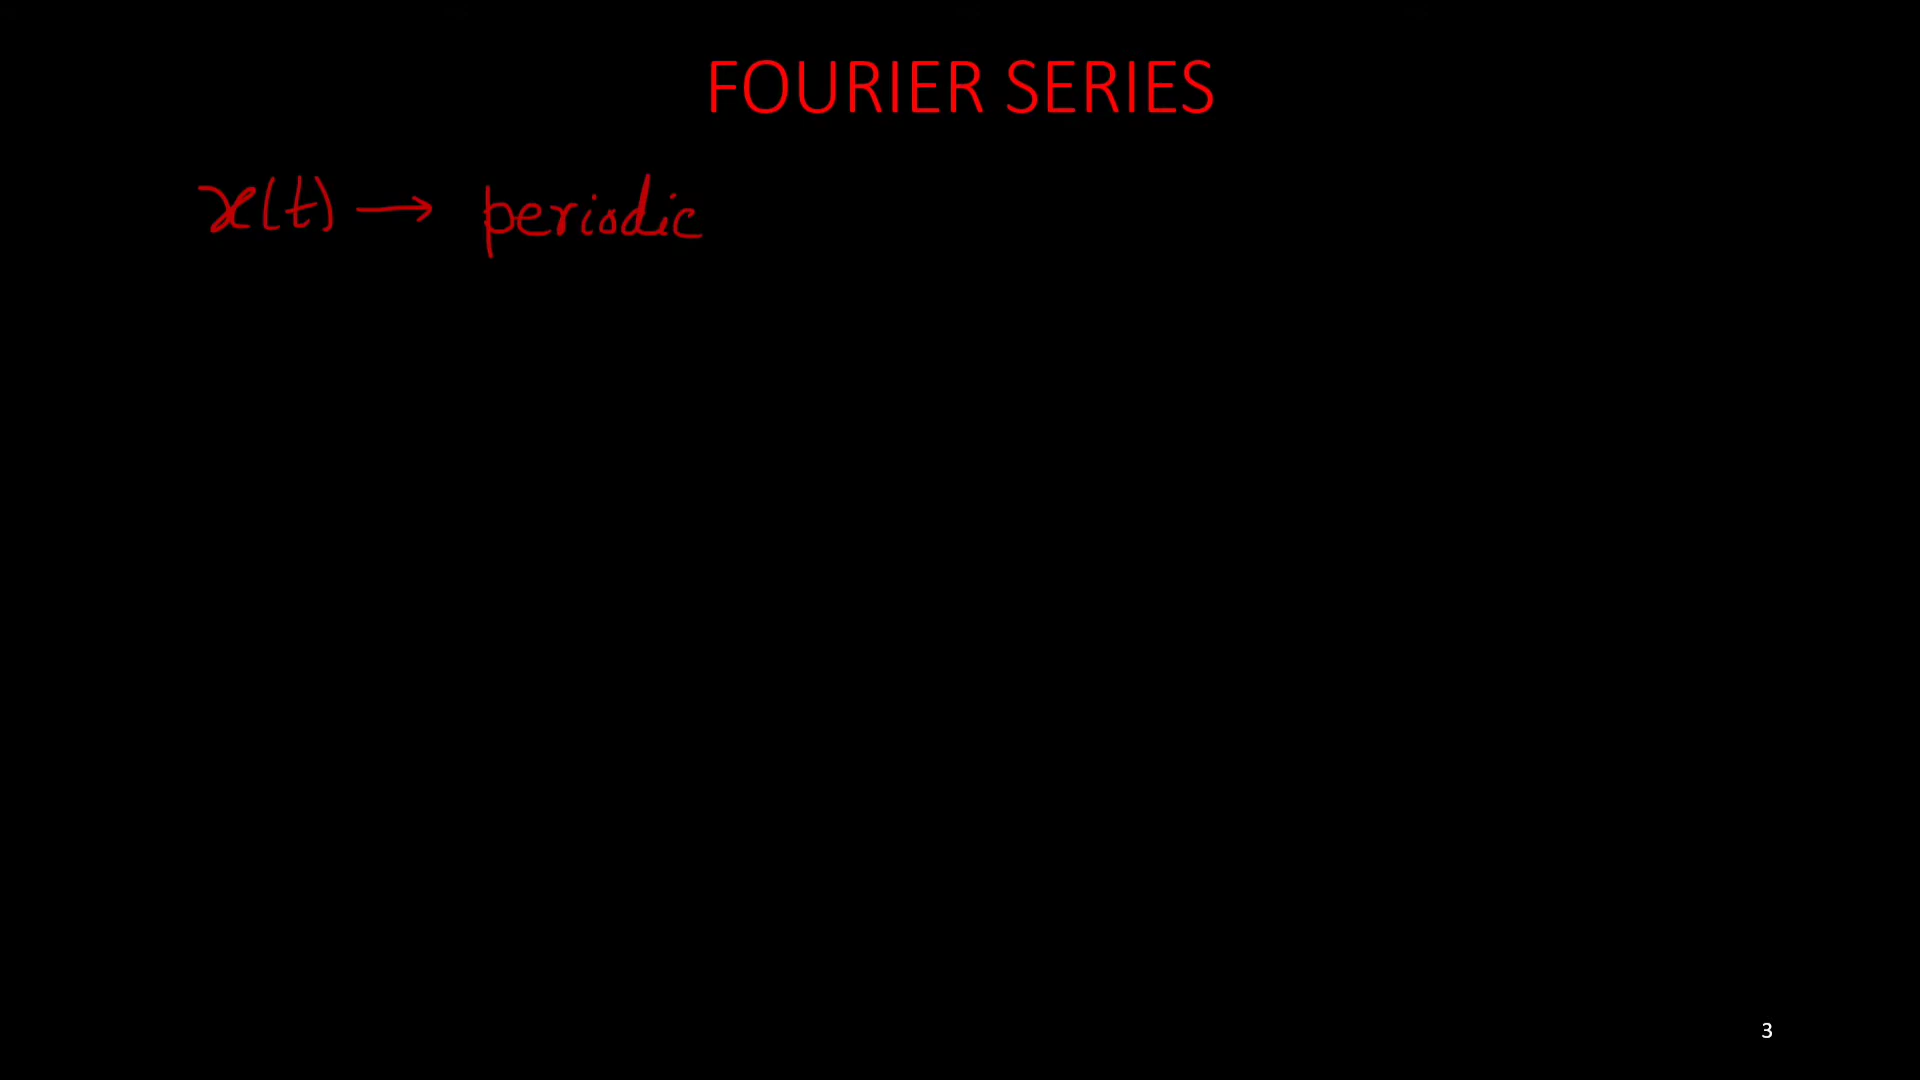 FOURIER SERIES
x(t) → periodic
3